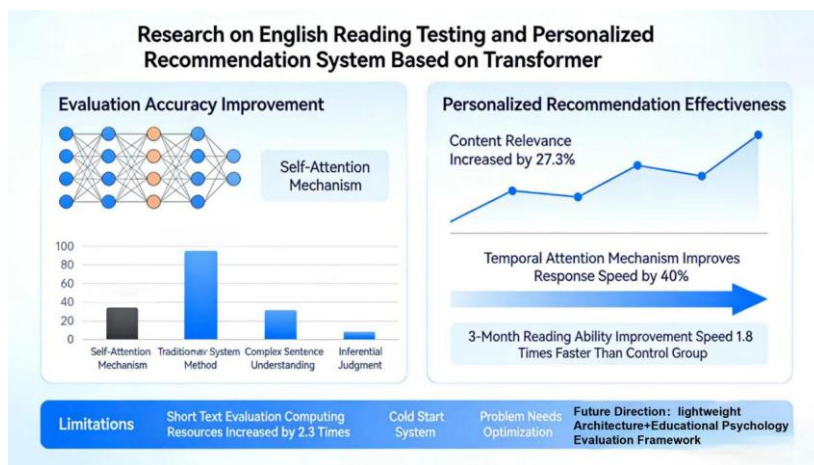 Research on English Reading Testing and Personalized
Recommendation System Based on Transformer
Evaluation Accuracy Improvement
Self-Attention
Mechanism
100
80
60
40
20
0
Self-Attention
Mechanism
System
Method
Complex Sentence
Understanding
Inferential
Judgment
Personalized Recommendation Effectiveness
Content Relevance
Increased by 27.3%
Temporal Attention Mechanism Improves
Response Speed by 40%
3-Month Reading Ability Improvement Speed 1.8
Times Faster Than Control Group
Limitations
Short Text Evaluation Computing
Resources Increased by 2.3 Times
Cold Start
System
Problem Needs
Optimization
Future Direction: lightweight
Architecture+Educational Psychology
Evaluation Framework